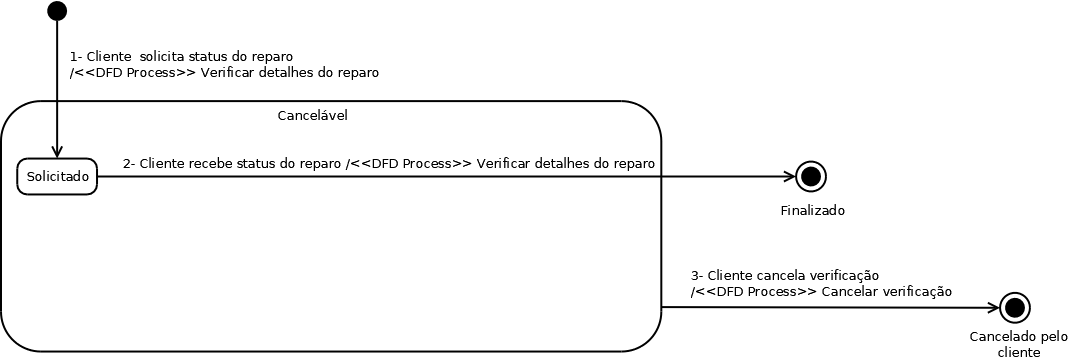 1- Cliente  solicita status do reparo
/<<DFD Process>> Verificar detalhes do reparo
Cancelável
2- Cliente recebe status do reparo /<<DFD Process>> Verificar detalhes do reparo
Solicitado
Finalizado
3- Cliente cancela verificação
/<<DFD Process>> Cancelar verificação
Cancelado pelo
cliente